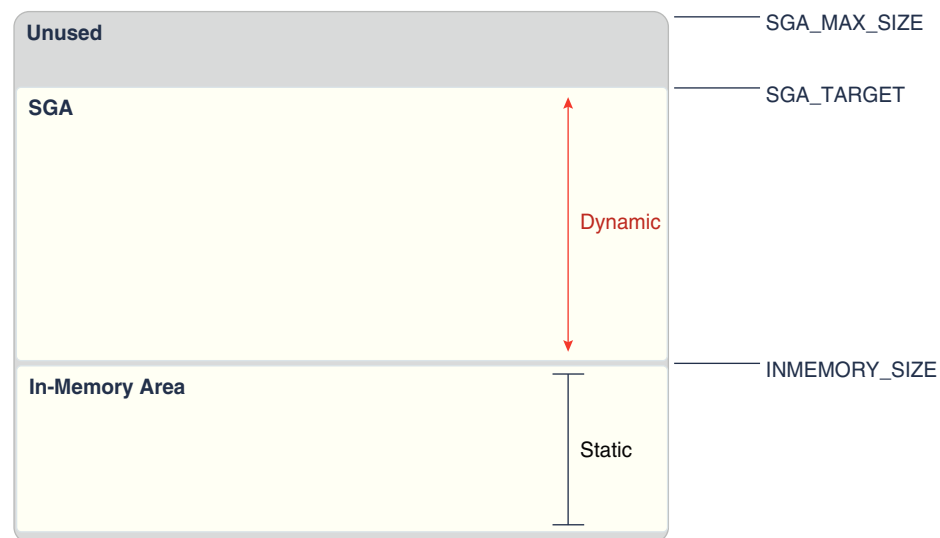 Unused
SGA_MAX_SIZE
SGA_TARGET
SGA
Dynamic
INMEMORY_SIZE
In-Memory Area
Static